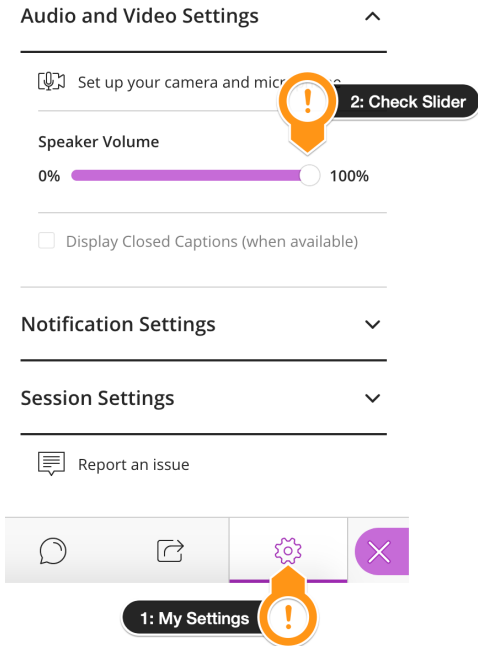 Audio and Video Settings
Set up your camera and mic
2: Check Slider
Speaker Volume
0% 100%
Display Closed Captions (when available)
Notification Settings
Session Settings
Report an issue
1: My Settings